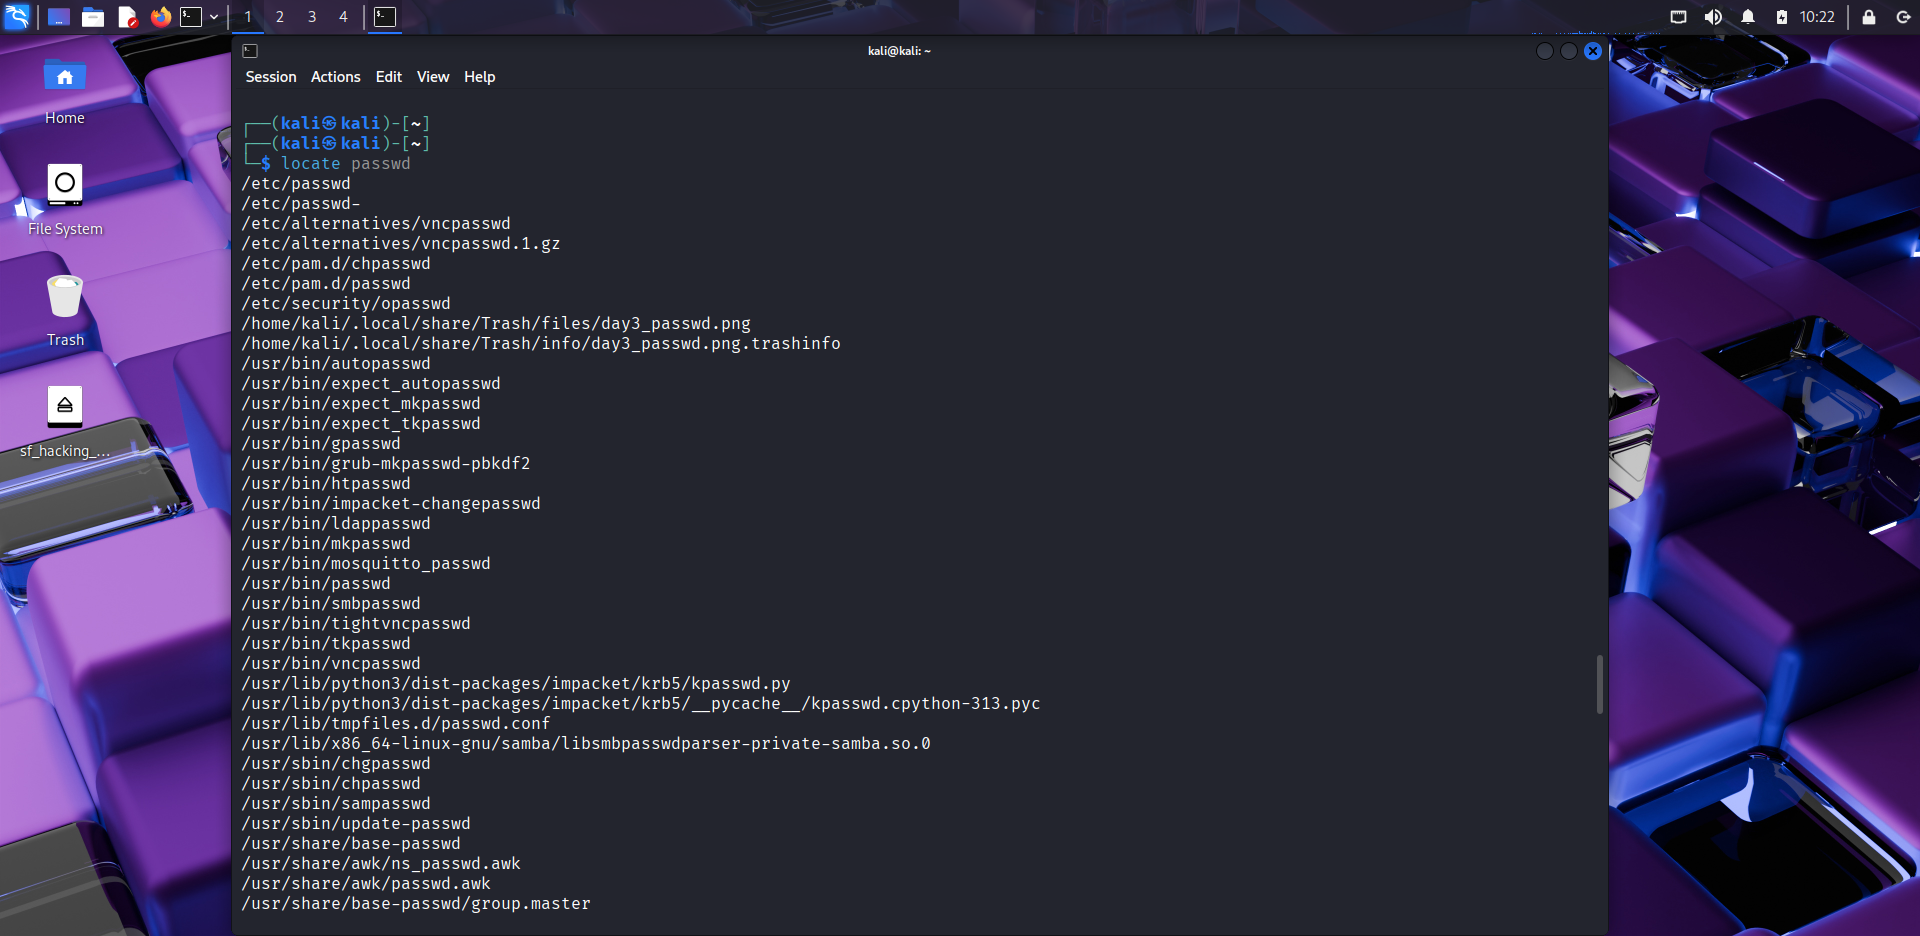 1 2 3 4
10:22
kali@kali: ~
Session Actions Edit View Help
Home
File System
Trash
sf_hacking_...
┌──(kali㉿kali)-[~]
┌──(kali㉿kali)-[~]
└─$ locate passwd
/etc/passwd
/etc/passwd-
/etc/alternatives/vncpasswd
/etc/alternatives/vncpasswd.1.gz
/etc/pam.d/chpasswd
/etc/pam.d/passwd
/etc/security/opasswd
/home/kali/.local/share/Trash/files/day3_passwd.png
/home/kali/.local/share/Trash/info/day3_passwd.png.trashinfo
/usr/bin/autopasswd
/usr/bin/expect_autopasswd
/usr/bin/expect_mkpasswd
/usr/bin/expect_tkpasswd
/usr/bin/gpasswd
/usr/bin/grub-mkpasswd-pbkdf2
/usr/bin/htpasswd
/usr/bin/impacket-changepasswd
/usr/bin/ldappasswd
/usr/bin/mkpasswd
/usr/bin/mosquitto_passwd
/usr/bin/passwd
/usr/bin/smbpasswd
/usr/bin/tightvncpasswd
/usr/bin/tkpasswd
/usr/bin/vncpasswd
/usr/lib/python3/dist-packages/impacket/krb5/kpasswd.py
/usr/lib/python3/dist-packages/impacket/krb5/__pycache__/kpasswd.cpython-313.pyc
/usr/lib/tmpfiles.d/passwd.conf
/usr/lib/x86_64-linux-gnu/samba/libsmbpasswdparser-private-samba.so.0
/usr/sbin/chgpasswd
/usr/sbin/chpasswd
/usr/sbin/sampasswd
/usr/sbin/update-passwd
/usr/share/base-passwd
/usr/share/awk/ns_passwd.awk
/usr/share/awk/passwd.awk
/usr/share/base-passwd/group.master